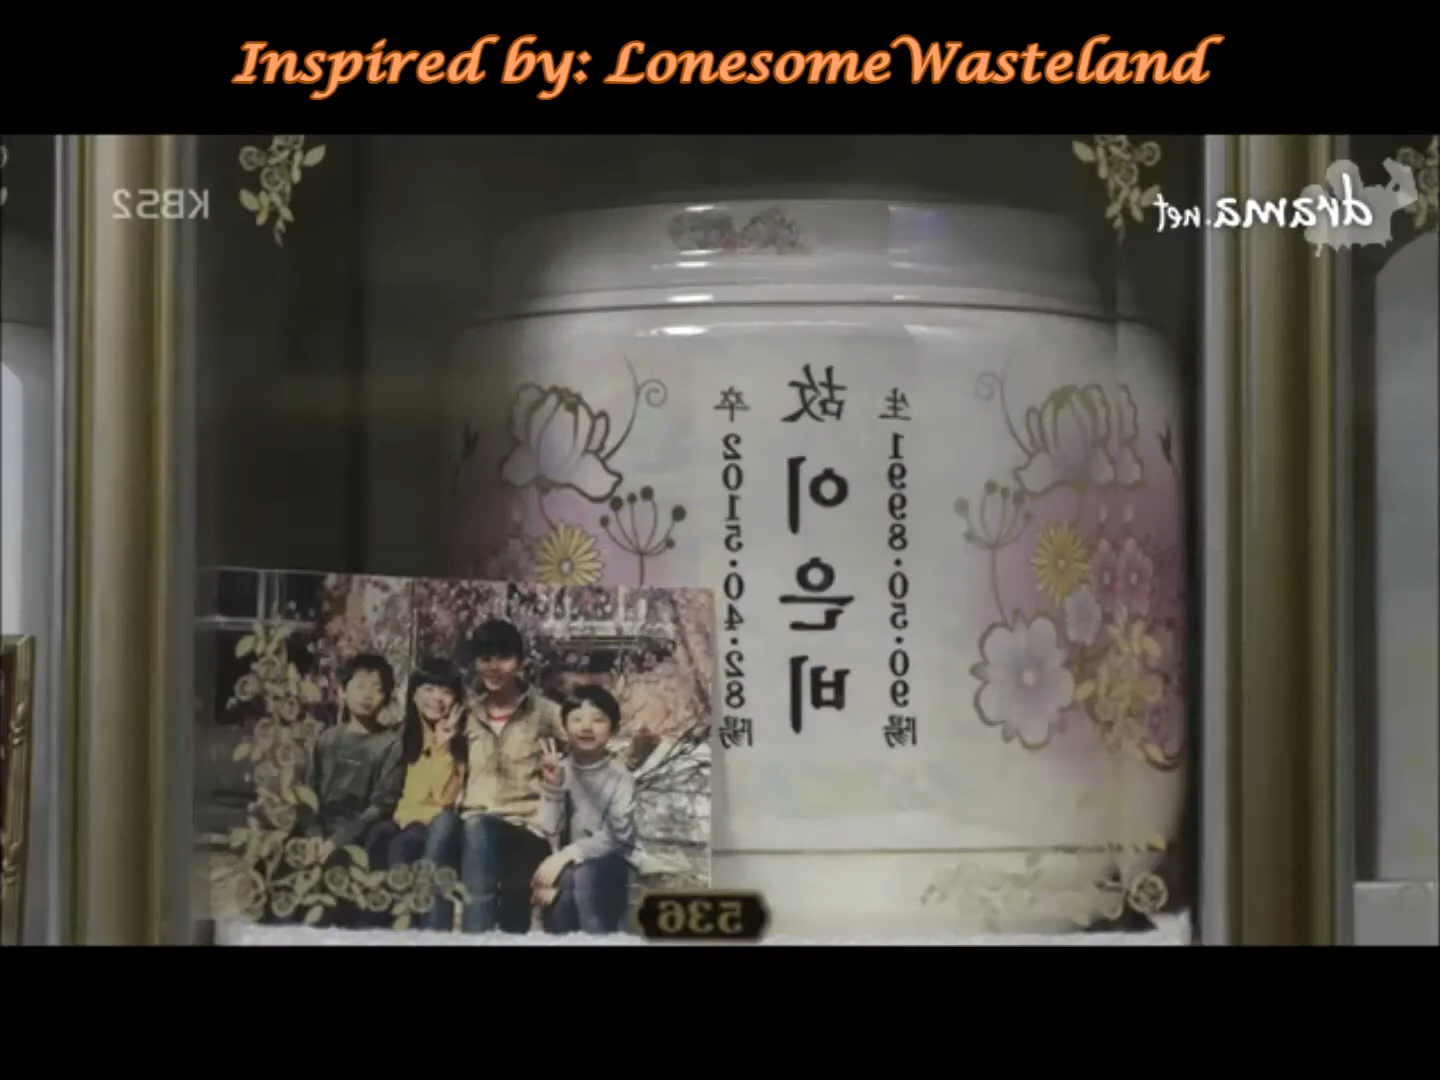 Inspired by: LonesomeWasteland
KBS2
drama.net
生 1998.05.09 陽
故 이은비
卒 2015.04.28 陽
536